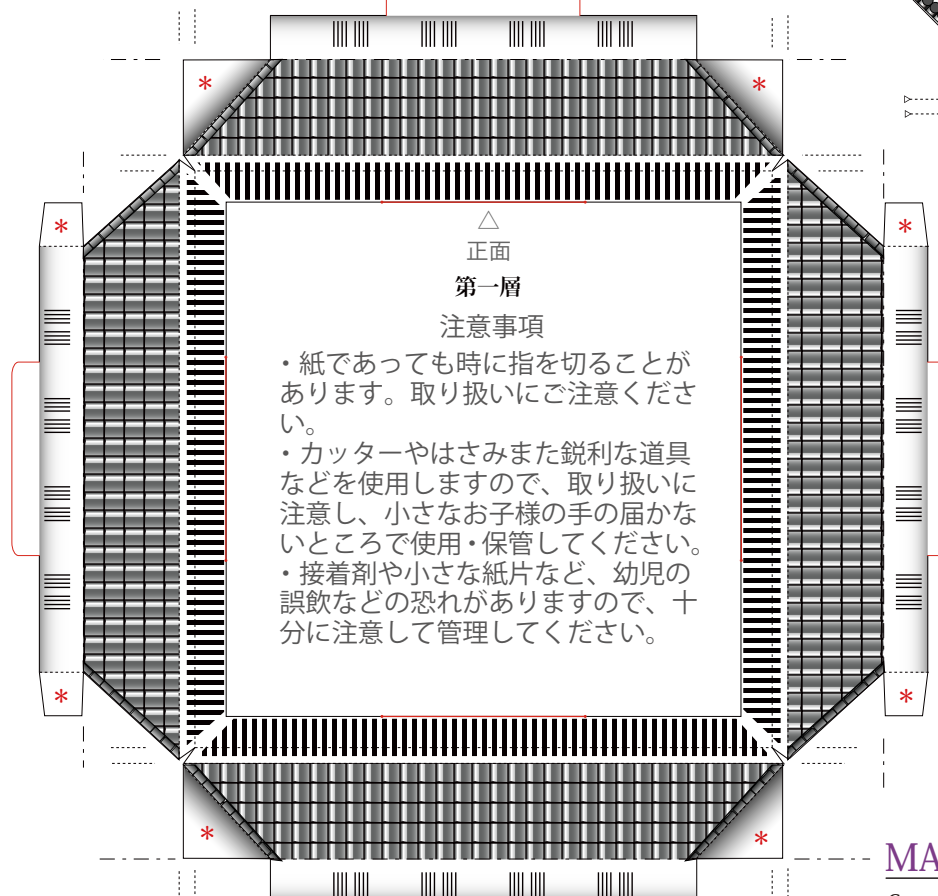 *
*
*
*
△
正面
第一層
注意事項
・紙であっても時に指を切ることが
あります。取り扱いにご注意くださ
い。
・カッターやはさみまた鋭利な道具
などを使用しますので、取り扱いに
注意し、小さなお子様の手の届かな
いところで使用・保管してください。
・接着剤や小さな紙片など、幼児の
誤飲などの恐れがありますので、十
分に注意して管理してください。
*
*
*
*
MA